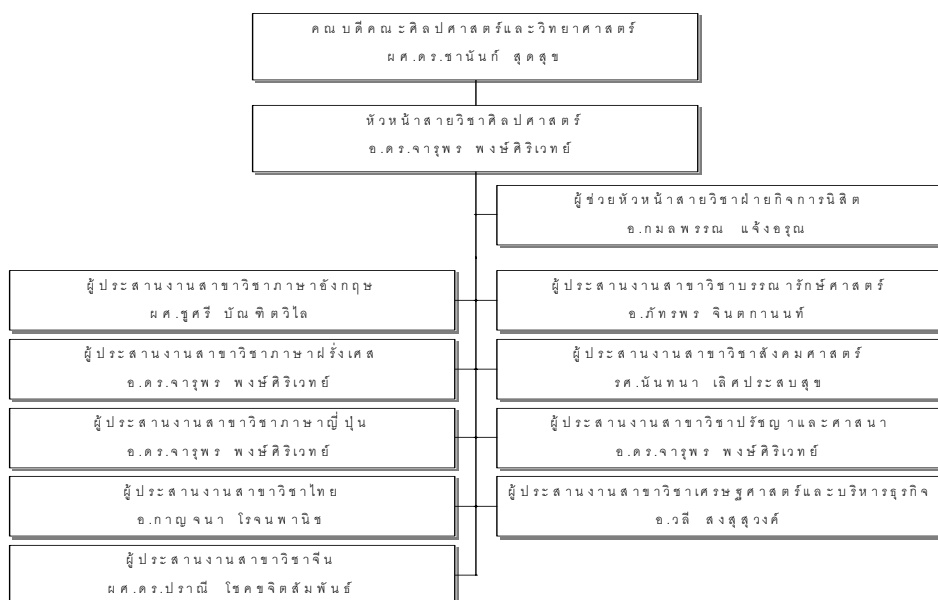 คณบดีคณะศิลปศาสตร์และวิทยาศาสตร์
ผศ.ดร.ชานันก์ สุดสุข
หัวหน้าสายวิชาศิลปศาสตร์
อ.ดร.จารุพร พงษ์ศิริเวทย์
ผู้ช่วยหัวหน้าสายวิชาฝ่ายกิจการนิสิต
อ.กมลพรรณ แจ้งอรุณ
ผู้ประสานงานสาขาวิชาภาษาอังกฤษ
ผศ.ชูศรี บัณฑิตวิไล
ผู้ประสานงานสาขาวิชาบรรณารักษ์ศาสตร์
อ.ภัทรพร จินตกานนท์
ผู้ประสานงานสาขาวิชาภาษาฝรั่งเศส
อ.ดร.จารุพร พงษ์ศิริเวทย์
ผู้ประสานงานสาขาวิชาสังคมศาสตร์
รศ.นันทนา เลิศประสบสุข
ผู้ประสานงานสาขาวิชาภาษาญี่ปุ่น
อ.ดร.จารุพร พงษ์ศิริเวทย์
ผู้ประสานงานสาขาวิชาปรัชญาและศาสนา
อ.ดร.จารุพร พงษ์ศิริเวทย์
ผู้ประสานงานสาขาวิชาไทย
อ.กาญจนา โรจนพานิช
ผู้ประสานงานสาขาวิชาเศรษฐศาสตร์และบริหารธุรกิจ
อ.วลี สงสุสุวงค์
ผู้ประสานงานสาขาวิชาจีน
ผศ.ดร.ปราณี โชคขจิตสัมพันธ์